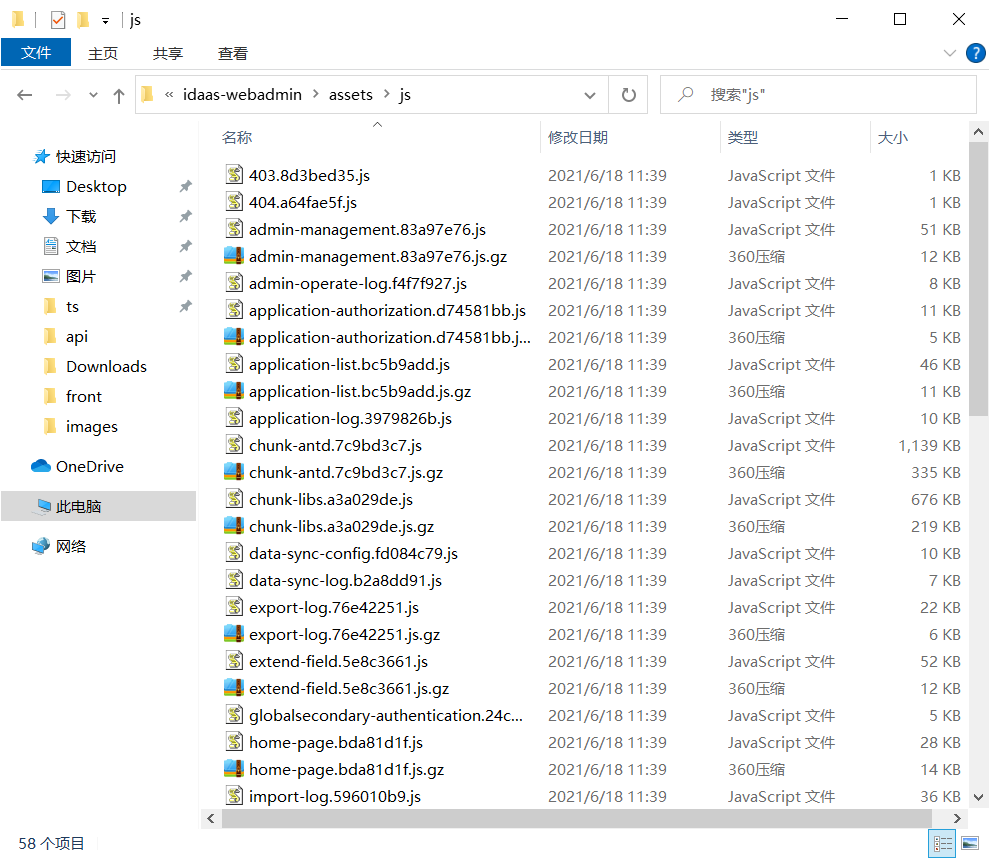 js
文件 主页 共享 查看 ?
« idaas-webadmin > assets > js 搜索"js"
快速访问
Desktop
下载
文档
图片
ts
api
Downloads
front
images
OneDrive
此电脑
网络
名称 修改日期 类型 大小
403.8d3bed35.js 2021/6/18 11:39 JavaScript 文件 1 KB
404.a64fae5f.js 2021/6/18 11:39 JavaScript 文件 1 KB
admin-management.83a97e76.js 2021/6/18 11:39 JavaScript 文件 51 KB
admin-management.83a97e76.js.gz 2021/6/18 11:39 360压缩 12 KB
admin-operate-log.f4f7f927.js 2021/6/18 11:39 JavaScript 文件 8 KB
application-authorization.d74581bb.js 2021/6/18 11:39 JavaScript 文件 11 KB
application-authorization.d74581bb.j... 2021/6/18 11:39 360压缩 5 KB
application-list.bc5b9add.js 2021/6/18 11:39 JavaScript 文件 46 KB
application-list.bc5b9add.js.gz 2021/6/18 11:39 360压缩 11 KB
application-log.3979826b.js 2021/6/18 11:39 JavaScript 文件 10 KB
chunk-antd.7c9bd3c7.js 2021/6/18 11:39 JavaScript 文件 1,139 KB
chunk-antd.7c9bd3c7.js.gz 2021/6/18 11:39 360压缩 335 KB
chunk-libs.a3a029de.js 2021/6/18 11:39 JavaScript 文件 676 KB
chunk-libs.a3a029de.js.gz 2021/6/18 11:39 360压缩 219 KB
data-sync-config.fd084c79.js 2021/6/18 11:39 JavaScript 文件 10 KB
data-sync-log.b2a8dd91.js 2021/6/18 11:39 JavaScript 文件 7 KB
export-log.76e42251.js 2021/6/18 11:39 JavaScript 文件 22 KB
export-log.76e42251.js.gz 2021/6/18 11:39 360压缩 6 KB
extend-field.5e8c3661.js 2021/6/18 11:39 JavaScript 文件 52 KB
extend-field.5e8c3661.js.gz 2021/6/18 11:39 360压缩 12 KB
globalsecondary-authentication.24c... 2021/6/18 11:39 JavaScript 文件 5 KB
home-page.bda81d1f.js 2021/6/18 11:39 JavaScript 文件 28 KB
home-page.bda81d1f.js.gz 2021/6/18 11:39 360压缩 14 KB
import-log.596010b9.js 2021/6/18 11:39 JavaScript 文件 36 KB
58 个项目